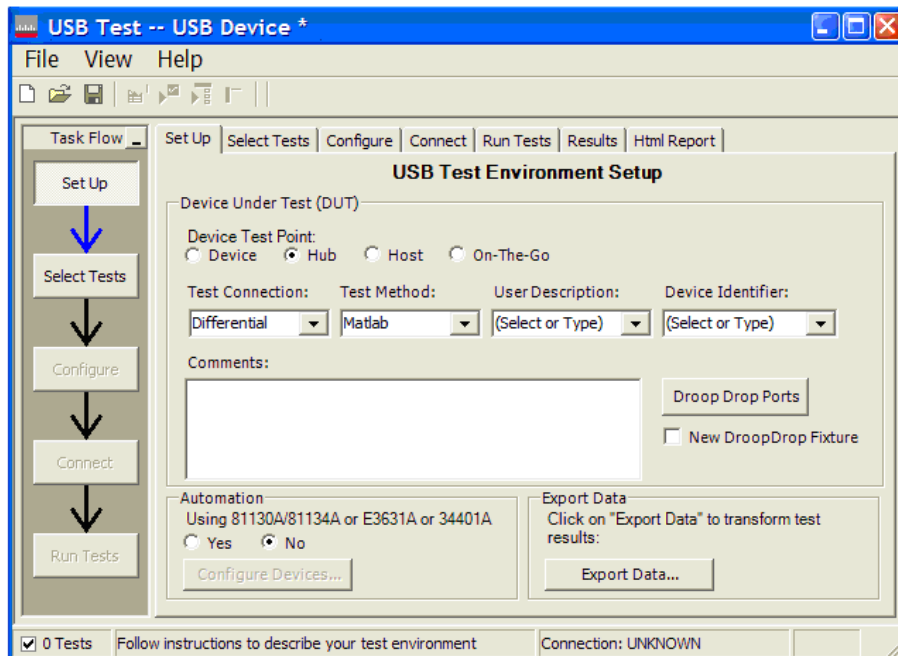 USB Test -- USB Device *
File View Help
Task Flow
Set Up Select Tests Configure Connect Run Tests Results Html Report
Set Up
Select Tests
Configure
Connect
Run Tests
USB Test Environment Setup
Device Under Test (DUT)
Device Test Point:
Device Hub Host On-The-Go
Test Connection: Test Method: User Description: Device Identifier:
Differential Matlab (Select or Type) (Select or Type)
Comments:
Droop Drop Ports
New DroopDrop Fixture
Automation
Using 81130A/81134A or E3631A or 34401A
Yes No
Configure Devices...
Export Data
Click on "Export Data" to transform test
results:
Export Data...
0 Tests Follow instructions to describe your test environment Connection: UNKNOWN